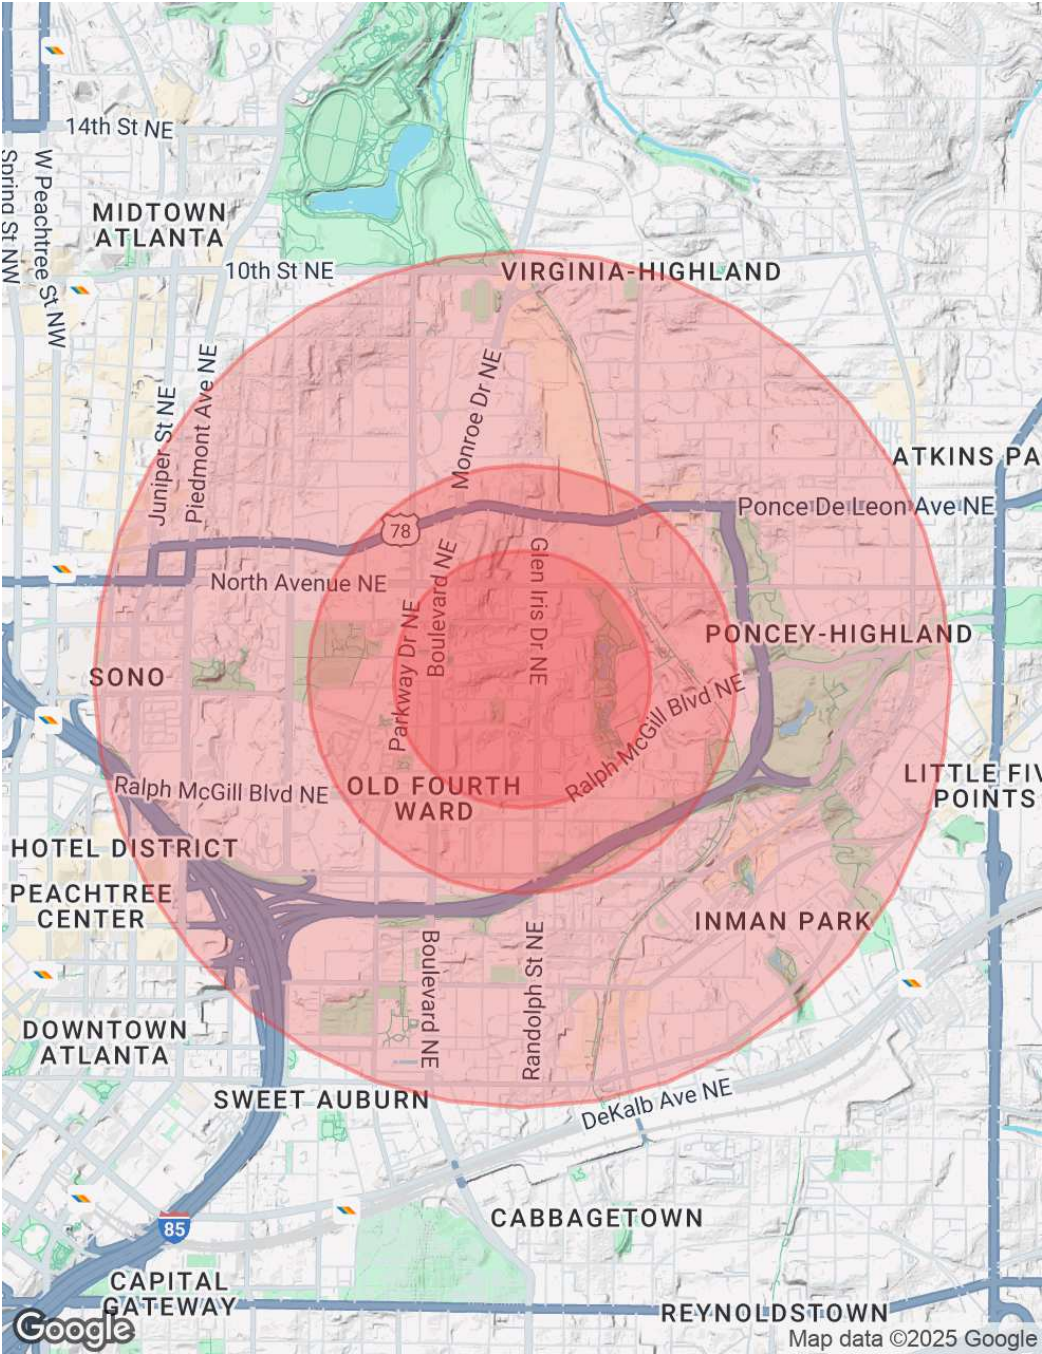 14th St NE
Spring St NW
W Peachtree St NW
MIDTOWN
ATLANTA
10th St NE
VIRGINIA-HIGHLAND
Juniper St NE
Piedmont Ave NE
Monroe Dr NE
ATKINS PA
Ponce De Leon Ave NE
78
North Avenue NE
Parkway Dr NE
Boulevard NE
Glen Iris Dr NE
PONCEY-HIGHLAND
SONO
Ralph McGill Blvd NE
Ralph McGill Blvd NE
OLD FOURTH
WARD
LITTLE FIV
POINTS
HOTEL DISTRICT
PEACHTREE
CENTER
INMAN PARK
Boulevard NE
Randolph St NE
DOWNTOWN
ATLANTA
SWEET AUBURN
DeKalb Ave NE
85
CABBAGETOWN
CAPITAL
GATEWAY
REYNOLDSTOWN
Google
Map data ©2025 Google